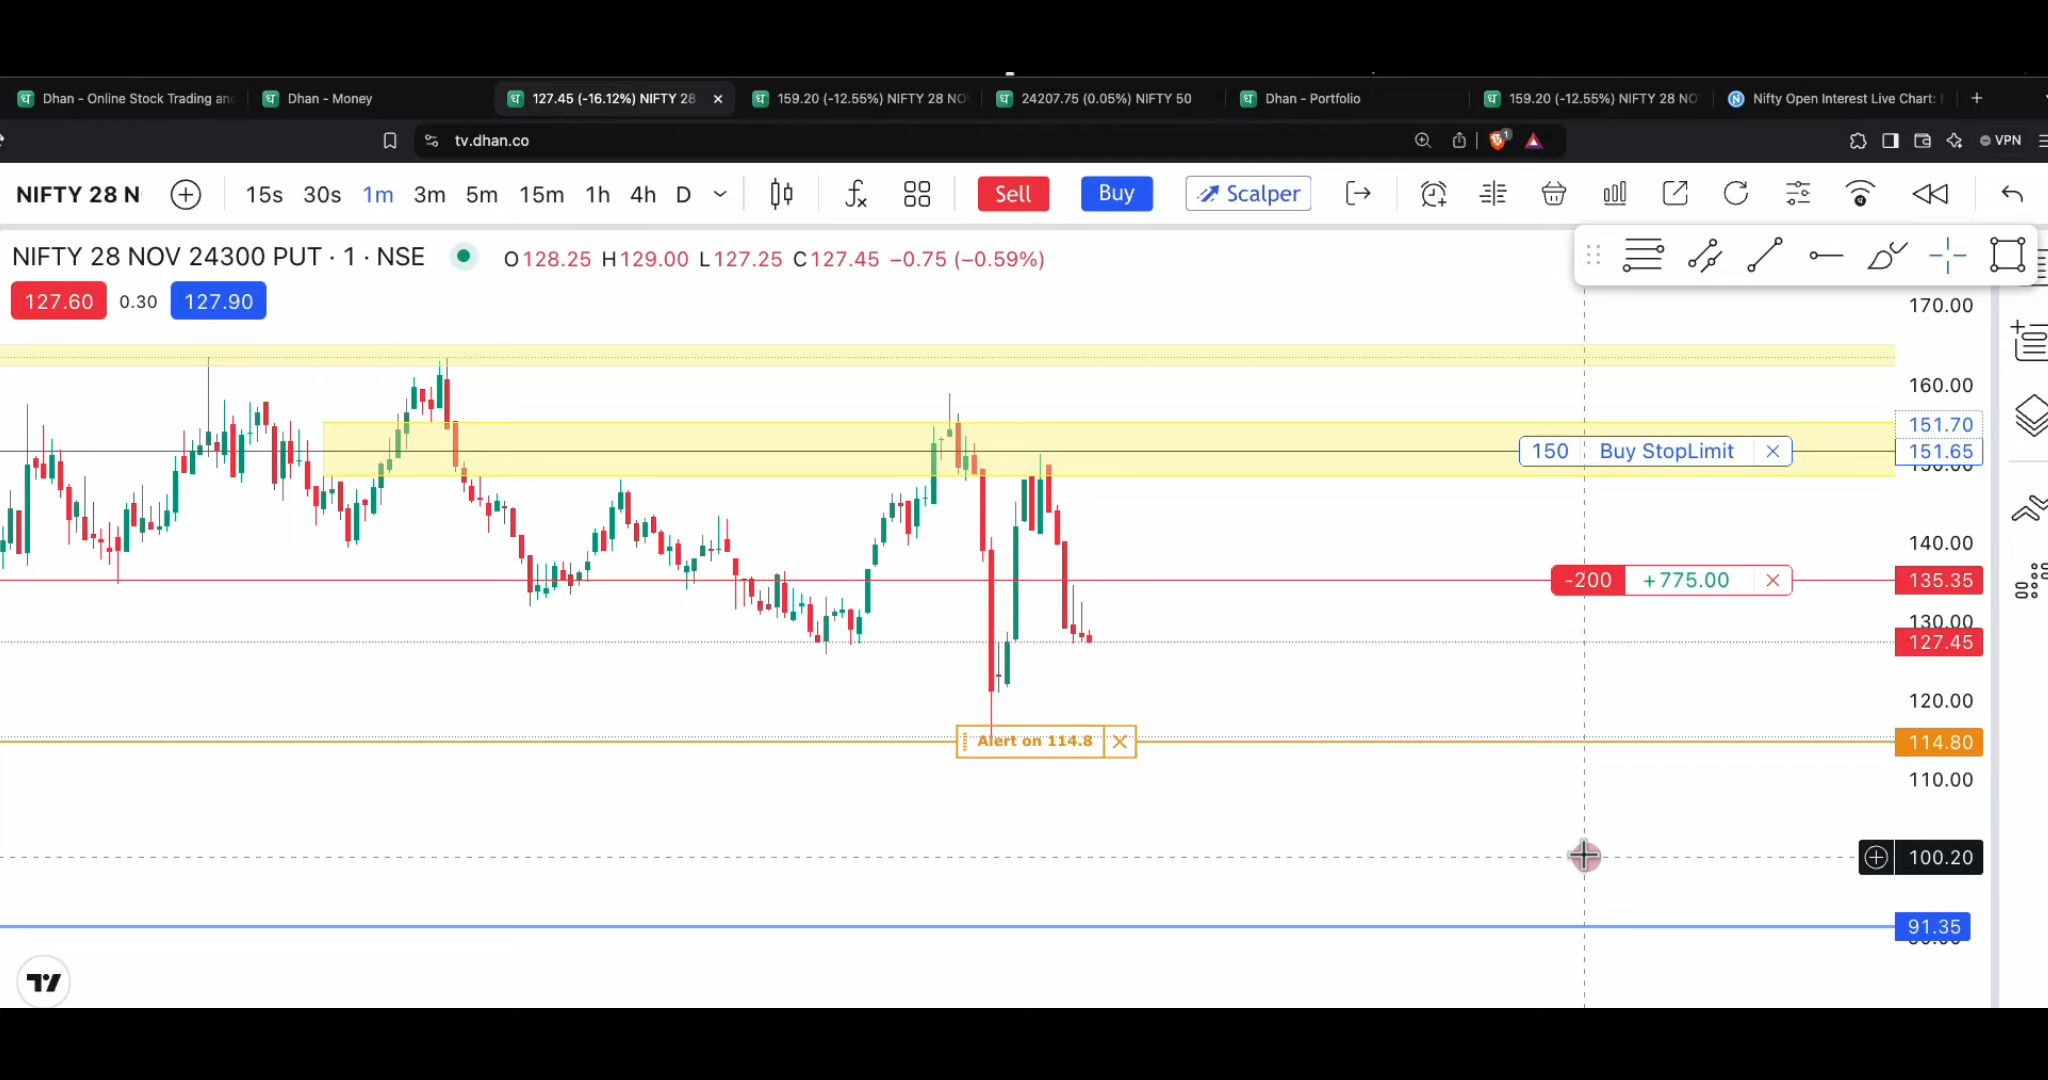 Dhan - Online Stock Trading an
Dhan - Money
127.45 (-16.12%) NIFTY 28
159.20 (-12.55%) NIFTY 28 NO
24207.75 (0.05%) NIFTY 50
Dhan - Portfolio
159.20 (-12.55%) NIFTY 28 NO
Nifty Open Interest Live Chart:
tv.dhan.co
1
VPN
NIFTY 28 N
15s 30s 1m 3m 5m 15m 1h 4h D
Sell
Buy
Scalper
NIFTY 28 NOV 24300 PUT · 1 · NSE
O128.25 H129.00 L127.25 C127.45 −0.75 (−0.59%)
127.60 0.30 127.90
170.00
160.00
151.70
150 Buy StopLimit
151.65
140.00
-200 +775.00
135.35
130.00
127.45
120.00
Alert on 114.8
114.80
110.00
100.20
91.35